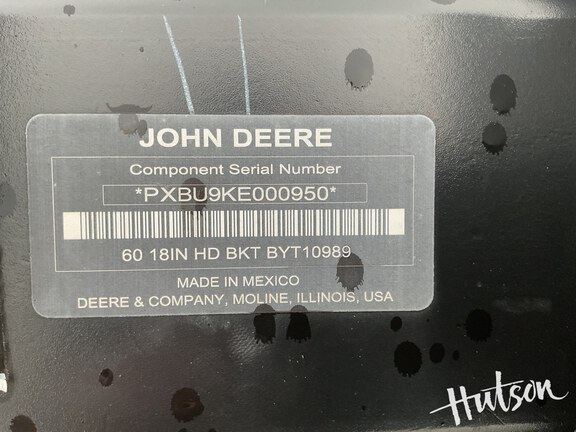 JOHN DEERE
Component Serial Number
*PXBU9KE000950*
60 18IN HD BKT BYT10989
MADE IN MEXICO
DEERE & COMPANY, MOLINE, ILLINOIS, USA
Hutson